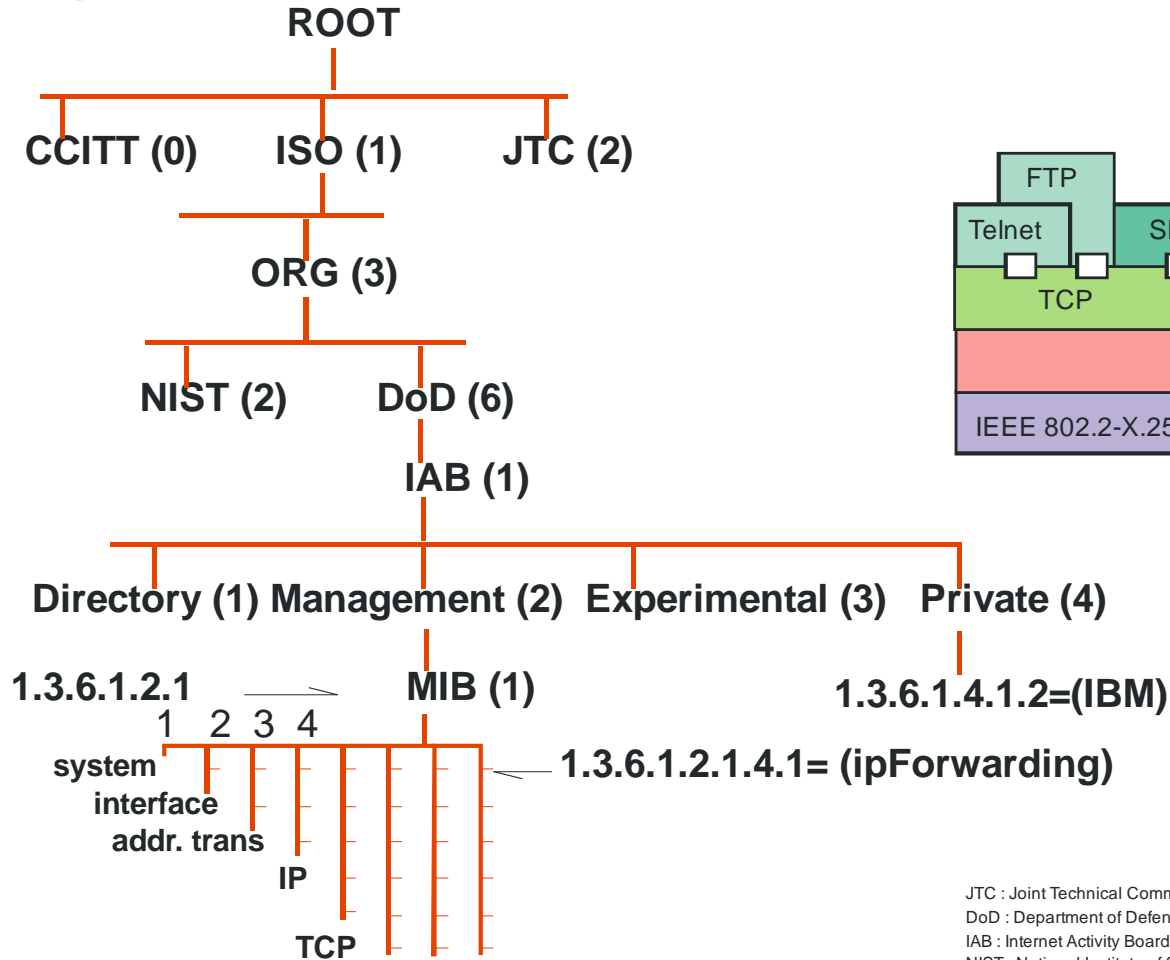 ROOT
CCITT (0) ISO (1) JTC (2)
ORG (3)
NIST (2) DoD (6)
IAB (1)
Directory (1) Management (2) Experimental (3) Private (4)
1.3.6.1.2.1 MIB (1) 1.3.6.1.4.1.2=(IBM)
1 2 3 4
system
interface
addr. trans
IP
TCP
1.3.6.1.2.1.4.1= (ipForwarding)
FTP
Telnet
TCP
IEEE 802.2-X.25
JTC : Joint Technical Comm
DoD : Department of Defen
IAB : Internet Activity Board